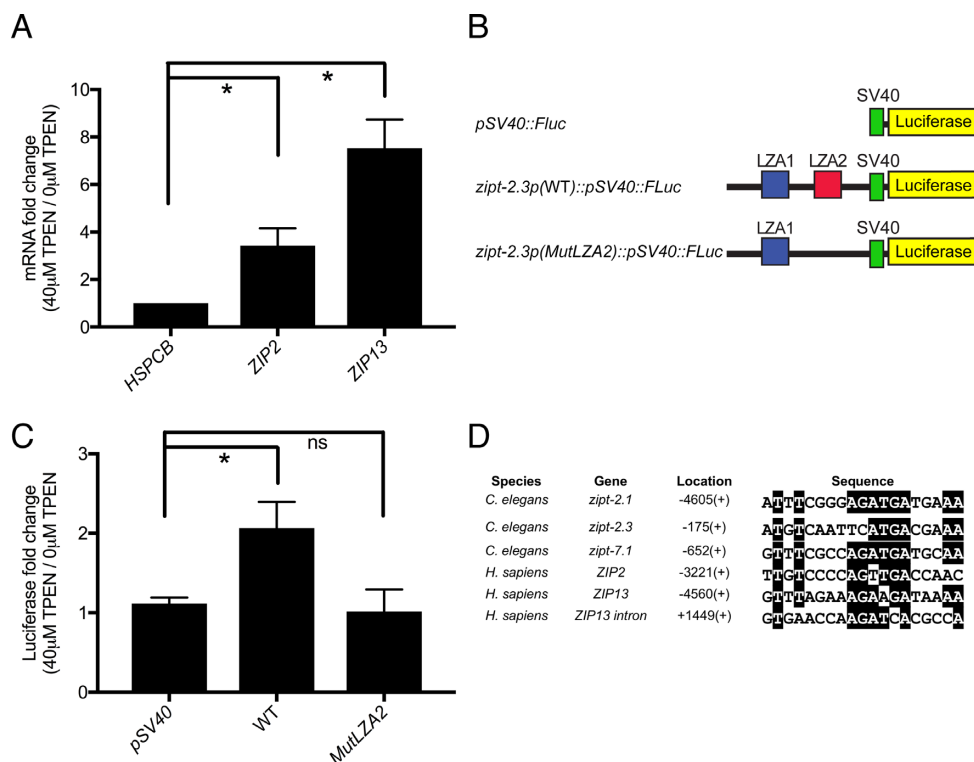 A
mRNA fold change
(40μM TPEN / 0μM TPEN)
10
8
6
4
2
0
*
*
HSPCB
ZIP2
ZIP13
B
SV40
pSV40::Fluc
Luciferase
LZA1
LZA2
SV40
zipt-2.3p(WT)::pSV40::FLuc
Luciferase
LZA1
SV40
zipt-2.3p(MutLZA2)::pSV40::FLuc
Luciferase
C
Luciferase fold change
(40μM TPEN / 0μM TPEN)
3
2
1
0
ns
*
pSV40
WT
MutLZA2
D
Species Gene Location Sequence
C. elegans zipt-2.1 -4605(+) ATTTCGGGAGATGATGAAA
C. elegans zipt-2.3 -175(+) ATGTCAATTCATGACGAAA
C. elegans zipt-7.1 -652(+) GTTTCGCCAGATGATGCAA
H. sapiens ZIP2 -3221(+) TTGTCCCCAGTTGACCAAC
H. sapiens ZIP13 -4560(+) GTTTAGAAAGAAGATAAAA
H. sapiens ZIP13 intron +1449(+) GTGAACCAAGATCACGCCA